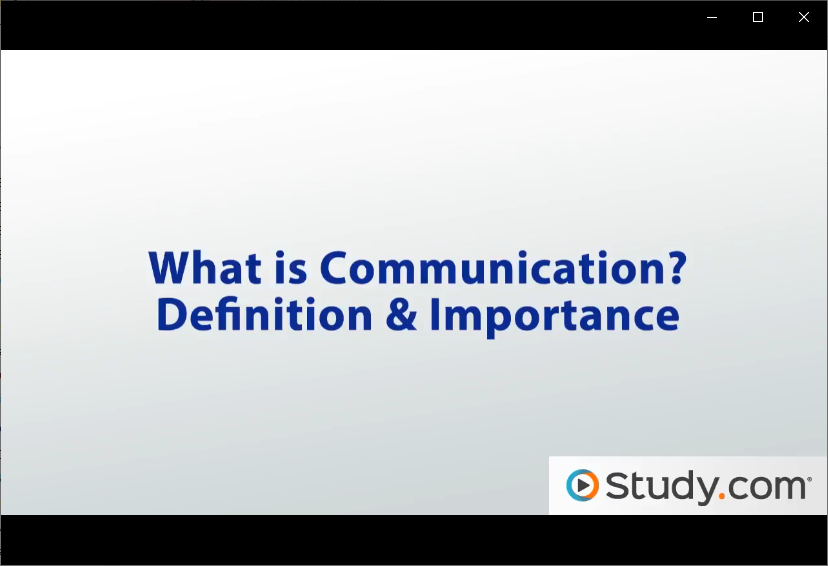 What is Communication?
Definition & Importance
Study.com®